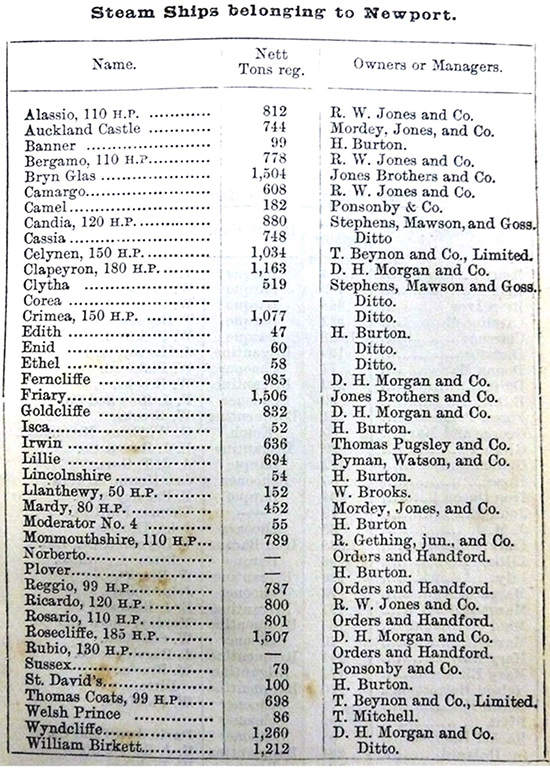 Steam Ships belonging to Newport.
Name. Nett Tons reg. Owners or Managers.
Alassio, 110 H.P. .............. 812 R. W. Jones and Co.
Auckland Castle .............. 744 Mordey, Jones, and Co.
Banner .............. 99 H. Burton.
Bergamo, 110 H.P. .............. 778 R. W. Jones and Co.
Bryn Glas .............. 1,504 Jones Brothers and Co.
Camargo .............. 608 R. W. Jones and Co.
Camel .............. 182 Ponsonby & Co.
Candia, 120 H.P. .............. 880 Stephens, Mawson, and Goss.
Cassia .............. 748 Ditto
Celynen, 150 H.P. .............. 1,034 T. Beynon and Co., Limited.
Clapeyron, 180 H.P. .............. 1,163 D. H. Morgan and Co.
Clytha .............. 519 Stephens, Mawson and Goss.
Corea .............. — Ditto.
Crimea, 150 H.P. .............. 1,077 Ditto.
Edith .............. 47 H. Burton.
Enid .............. 60 Ditto.
Ethel .............. 58 Ditto.
Ferncliffe .............. 985 D. H. Morgan and Co.
Friary .............. 1,506 Jones Brothers and Co.
Goldcliffe .............. 832 D. H. Morgan and Co.
Isca .............. 52 H. Burton.
Irwin .............. 636 Thomas Pugsley and Co.
Lillie .............. 694 Pyman, Watson, and Co.
Lincolnshire .............. 54 H. Burton.
Llanthewy, 50 H.P. .............. 152 W. Brooks.
Mardy, 80 H.P. .............. 452 Mordey, Jones, and Co.
Moderator No. 4 .............. 55 H. Burton
Monmouthshire, 110 H.P... 789 R. Gething, jun., and Co.
Norberto .............. — Orders and Handford.
Plover .............. — H. Burton.
Reggio, 99 H.P. .............. 787 Orders and Handford.
Ricardo, 120 H.P. .............. 800 R. W. Jones and Co.
Rosario, 110 H.P. .............. 801 Orders and Handford.
Rosecliffe, 185 H.P. .............. 1,507 D. H. Morgan and Co.
Rubio, 130 H.P. .............. — Orders and Handford.
Sussex .............. 79 Ponsonby and Co.
St. David's .............. 100 H. Burton.
Thomas Coats, 99 H.P. .............. 698 T. Beynon and Co., Limited.
Welsh Prince .............. 86 T. Mitchell.
Wyndcliffe .............. 1,260 D. H. Morgan and Co.
William Birkett .............. 1,212 Ditto.